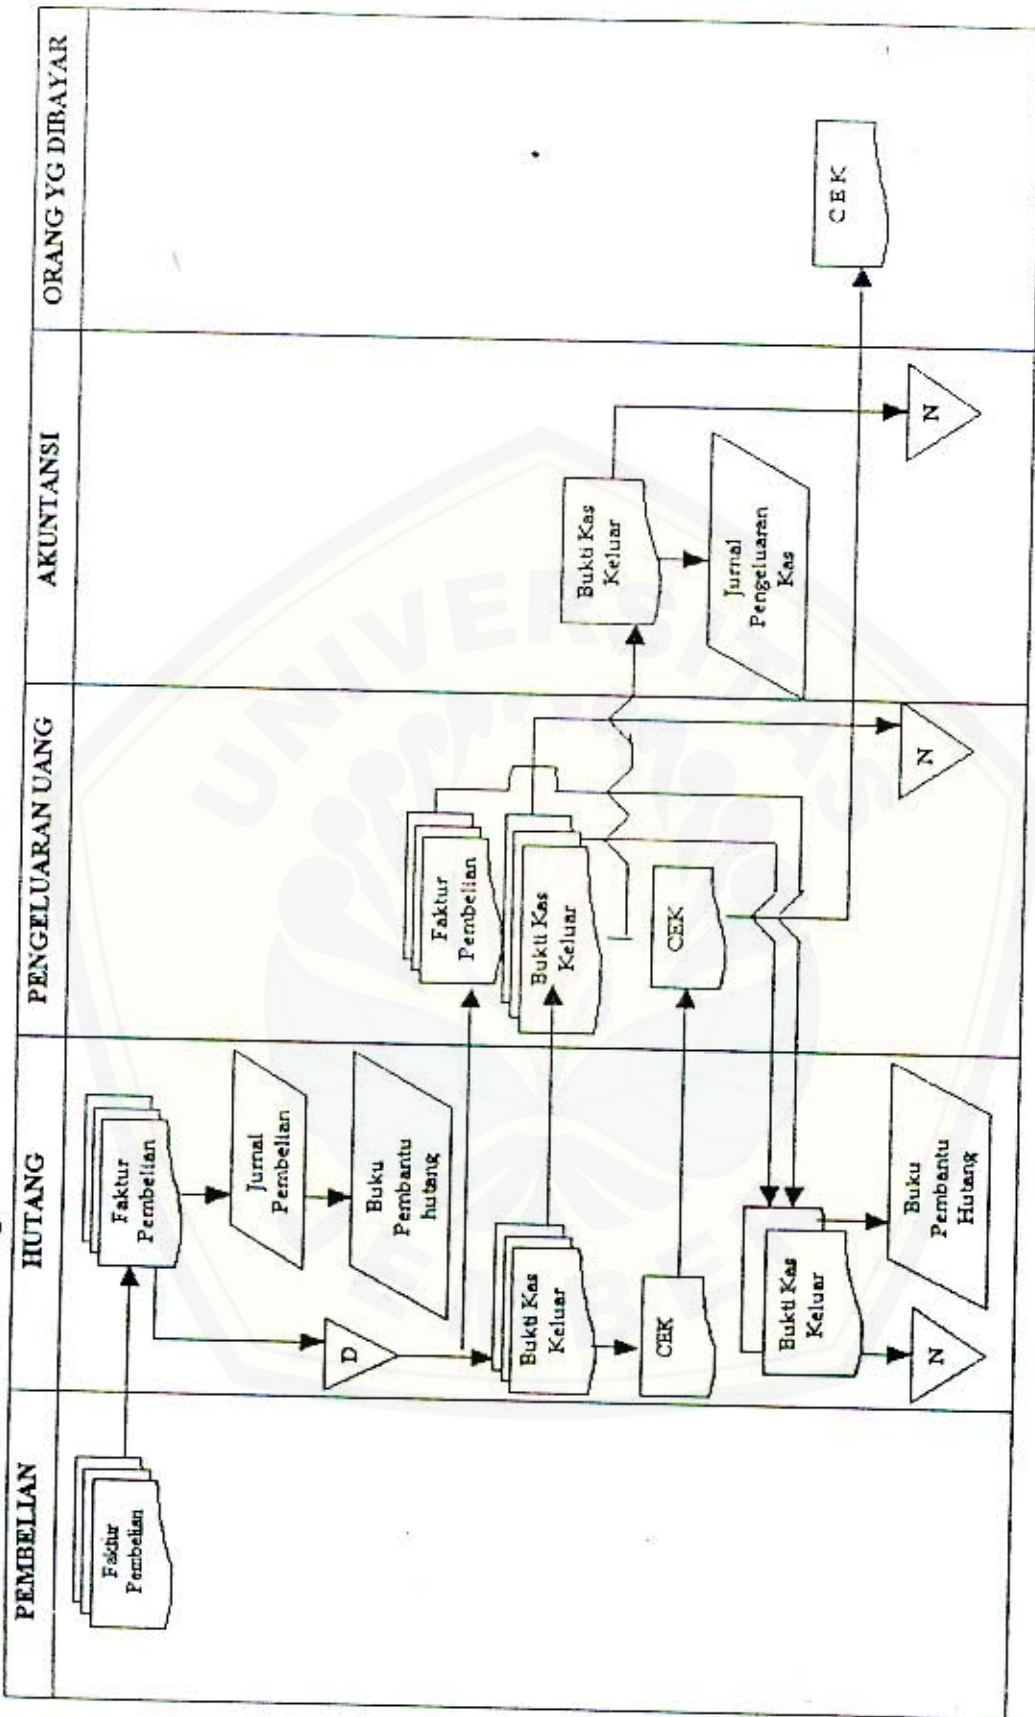 PEMBELIAN
HUTANG
PENGELUARAN UANG
AKUNTANSI
ORANG YG DIBAYAR
Faktur
Pembelian
Faktur
Pembelian
Jurnal
Pembelian
Buku
Pembantu
hutang
D
Bukti Kas
Keluar
CEK
Bukti Kas
Keluar
N
Buku
Pembantu
Hutang
Faktur
Pembelian
Bukti Kas
Keluar
CEK
N
Bukti Kas
Keluar
Jurnal
Pengeluaran
Kas
N
C E K
UNIVERSITAS
JEMBER